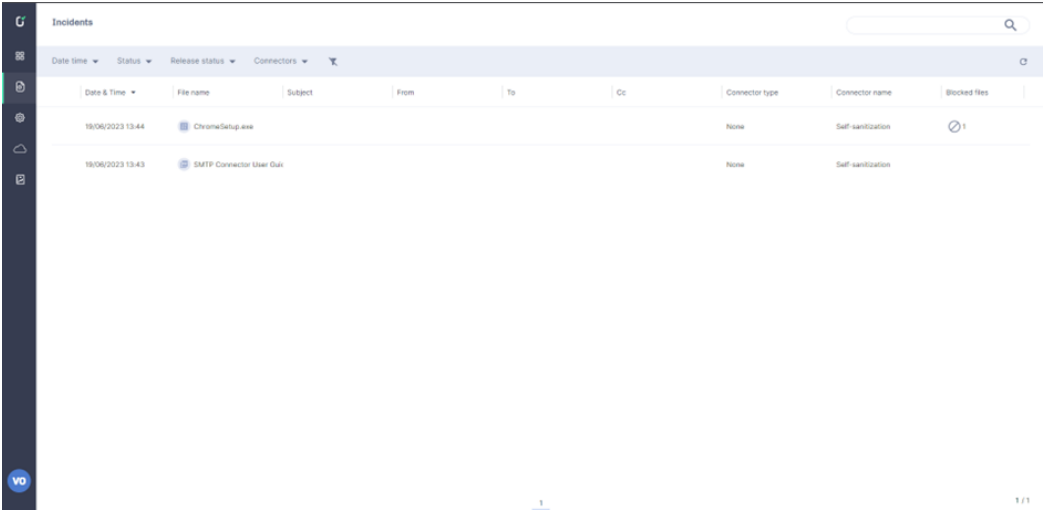 Incidents
Date time Status Release status Connectors
Date & Time File name Subject From To Cc Connector type Connector name Blocked files
19/06/2023 13:44 ChromeSetup.exe None Self-sanitization 1
19/06/2023 13:43 SMTP Connector User Guid None Self-sanitization
VO
1 1 / 1